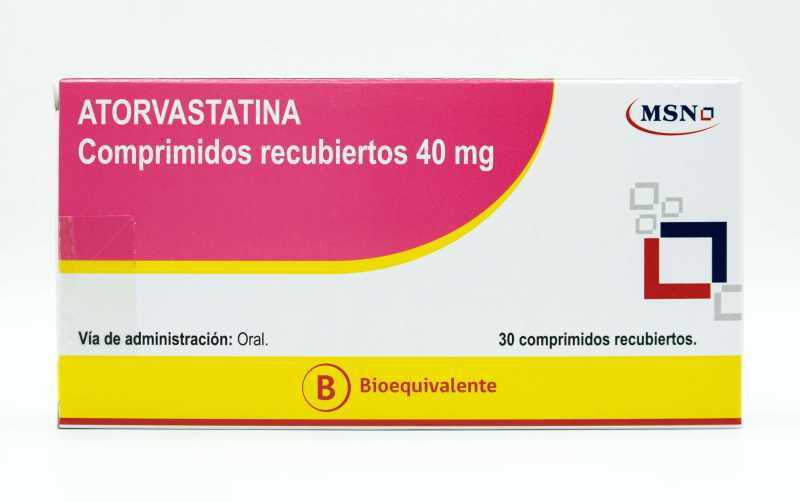 ATORVASTATINA
Comprimidos recubiertos 40 mg
MSN
Vía de administración: Oral.
30 comprimidos recubiertos.
B Bioequivalente